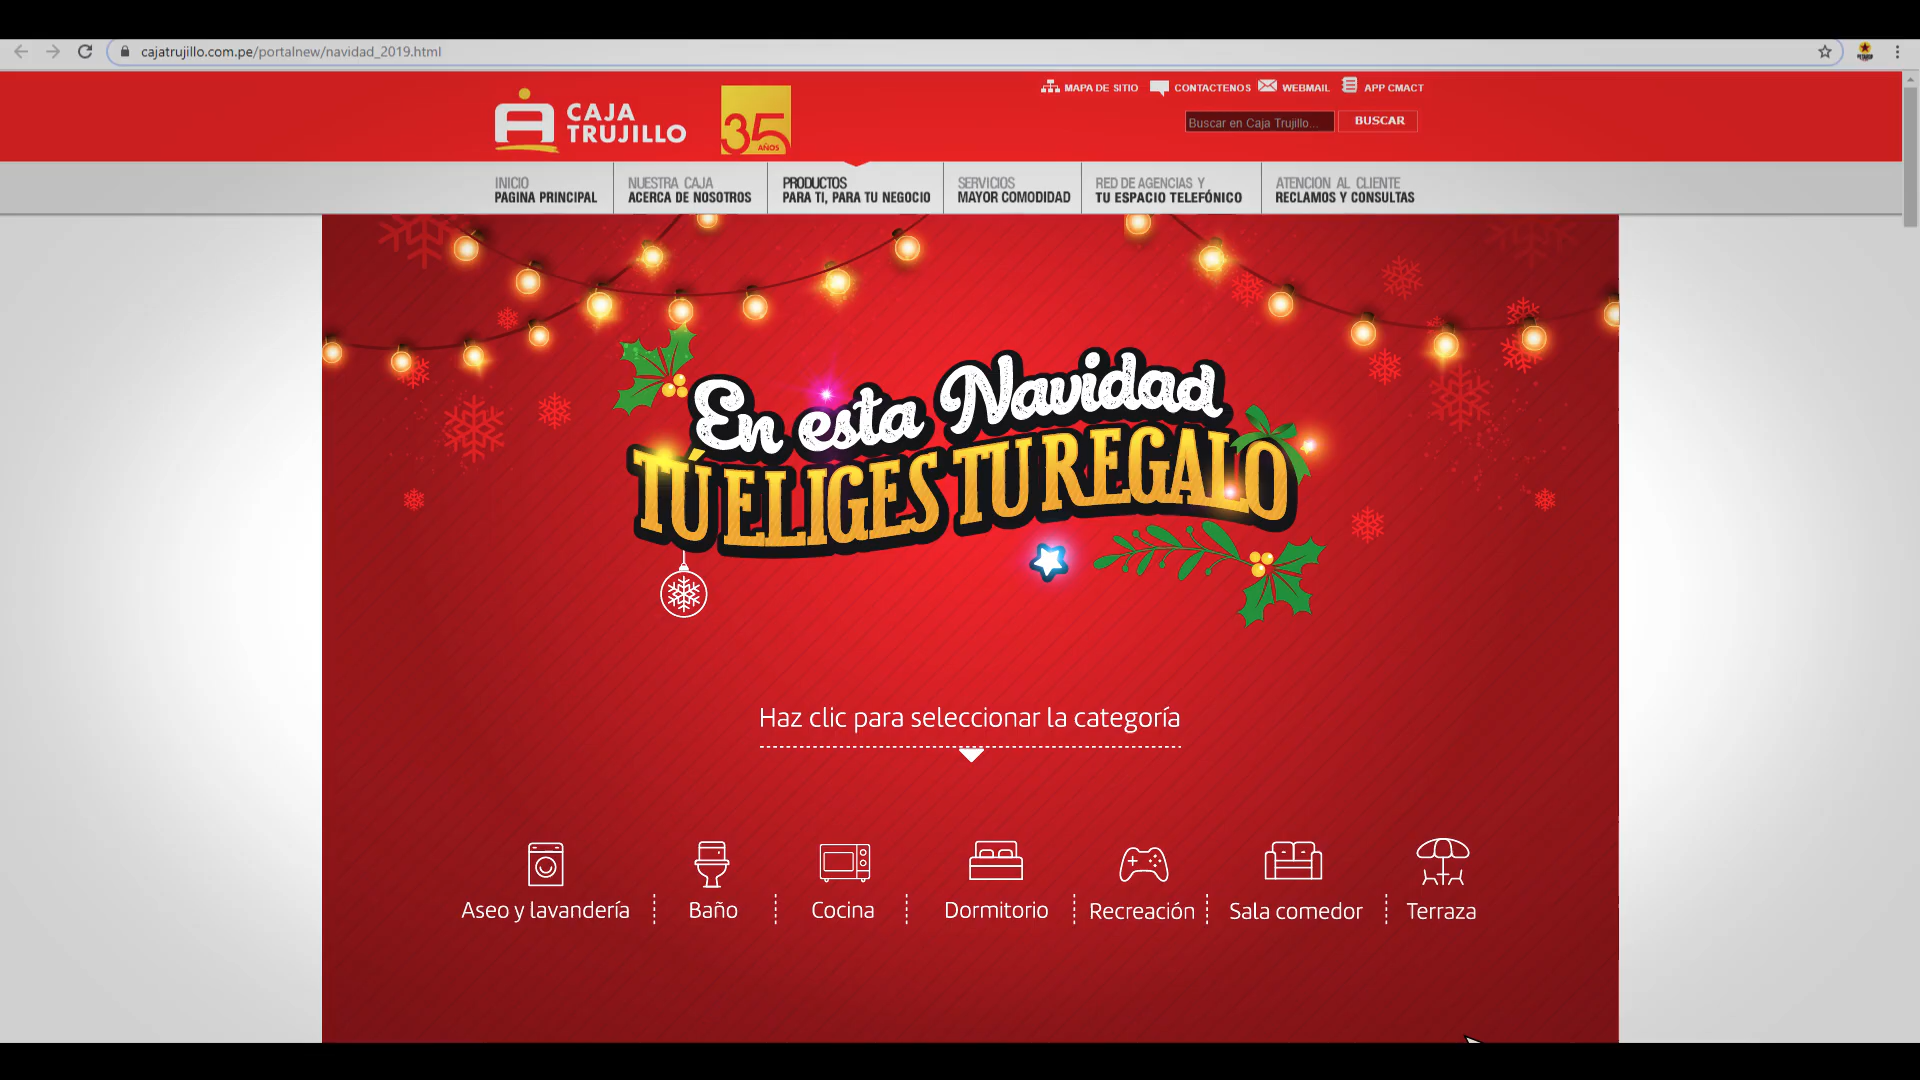 cajatrujillo.com.pe/portalnew/navidad_2019.html
MAPA DE SITIO CONTACTENOS WEBMAIL APP CMACT
CAJA
TRUJILLO
35
AÑOS
Buscar en Caja Trujillo... BUSCAR
INICIO
PAGINA PRINCIPAL
NUESTRA CAJA
ACERCA DE NOSOTROS
PRODUCTOS
PARA TI, PARA TU NEGOCIO
SERVICIOS
MAYOR COMODIDAD
RED DE AGENCIAS Y
TU ESPACIO TELEFÓNICO
ATENCION AL CLIENTE
RECLAMOS Y CONSULTAS
En esta Navidad
TÚ ELIGES TU REGALO
Haz clic para seleccionar la categoría
Aseo y lavandería
Baño
Cocina
Dormitorio
Recreación
Sala comedor
Terraza